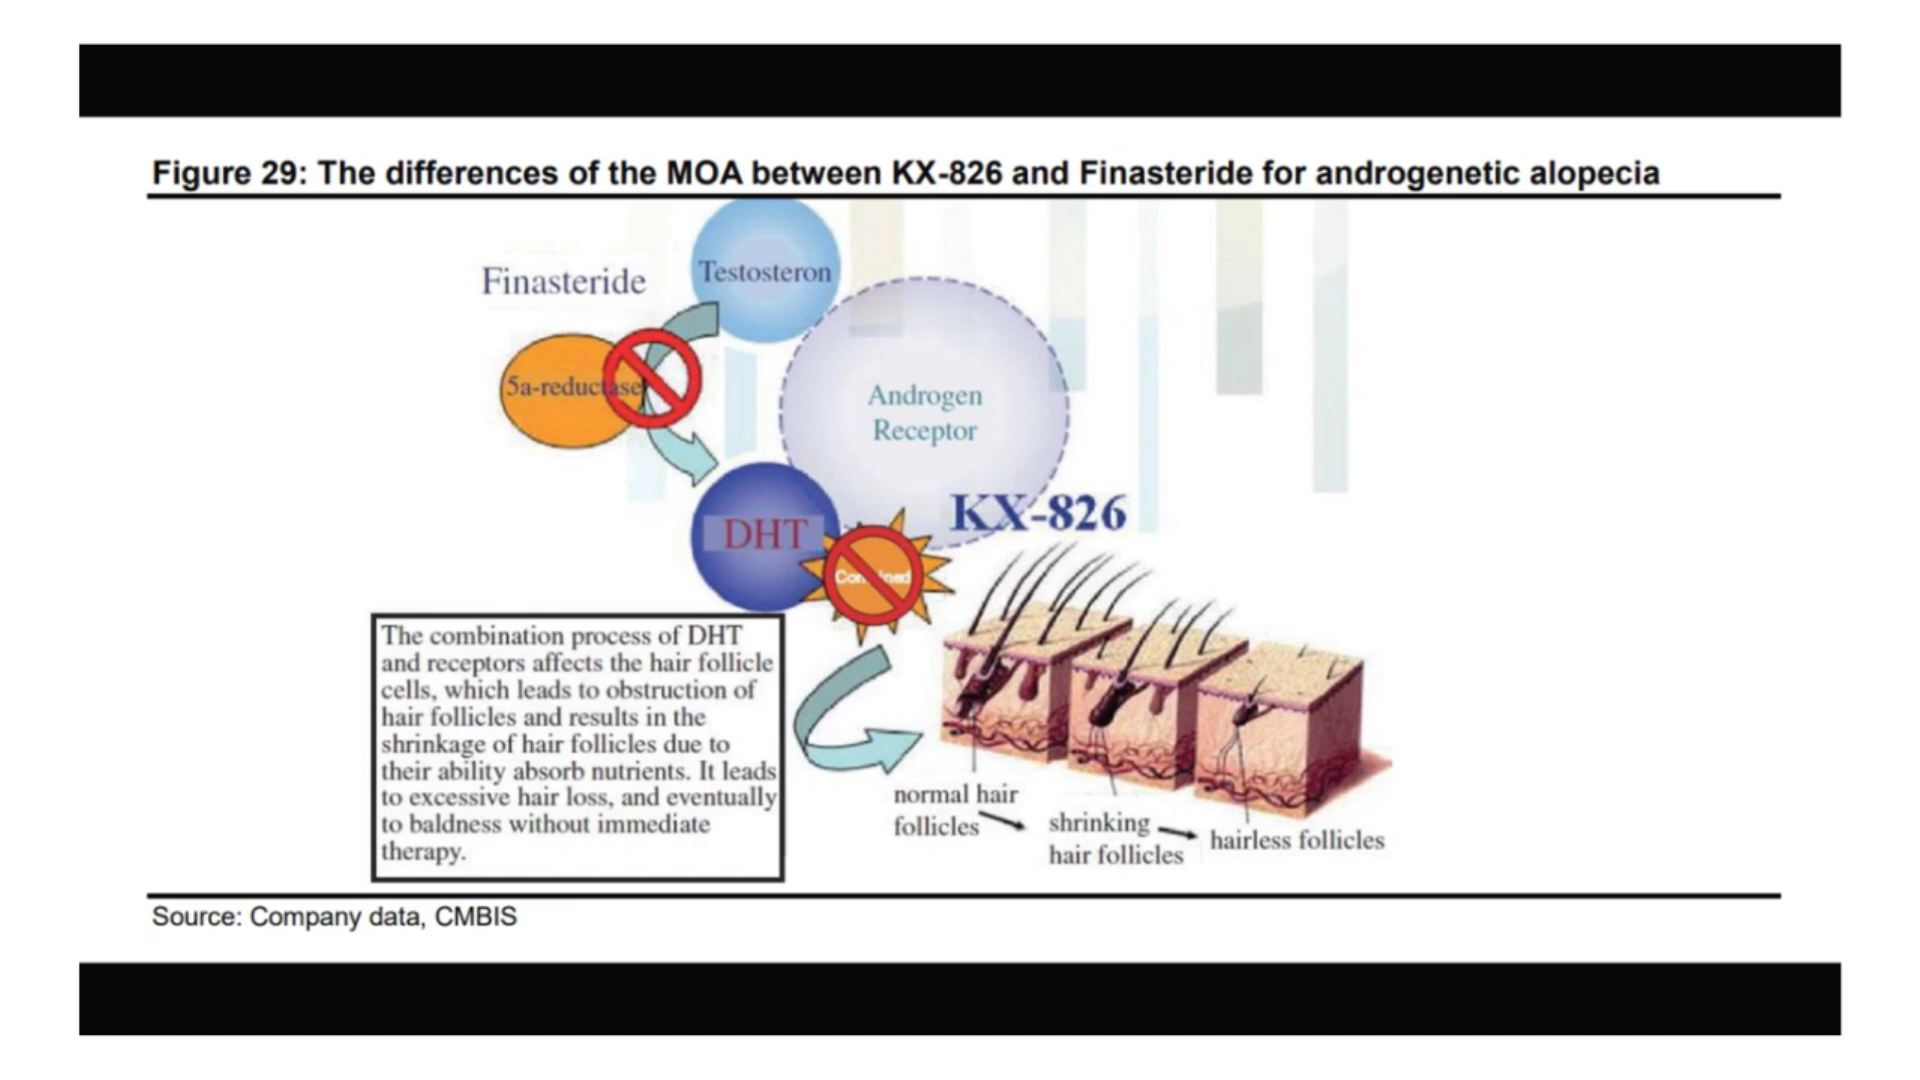 Figure 29: The differences of the MOA between KX-826 and Finasteride for androgenetic alopecia
Finasteride
Testosteron
5a-reductase
Androgen
Receptor
KX-826
DHT
The combination process of DHT
and receptors affects the hair follicle
cells, which leads to obstruction of
hair follicles and results in the
shrinkage of hair follicles due to
their ability absorb nutrients. It leads
to excessive hair loss, and eventually
to baldness without immediate
therapy.
normal hair
follicles
shrinking
hair follicles
hairless follicles
Source: Company data, CMBIS